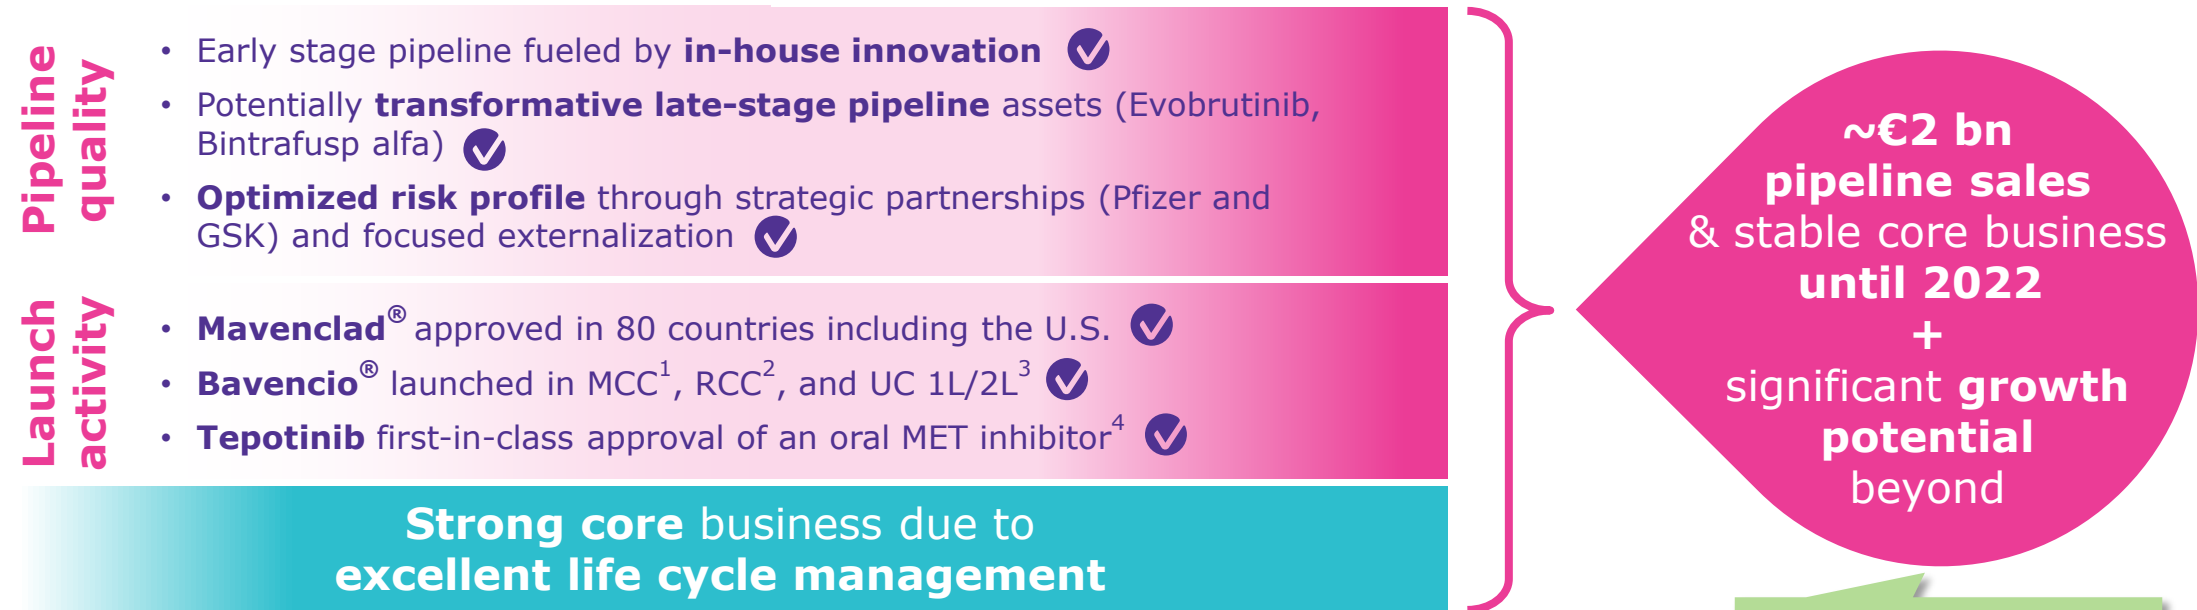 Pipeline
quality
• Early stage pipeline fueled by in-house innovation
• Potentially transformative late-stage pipeline assets (Evobrutinib,
Bintrafusp alfa)
• Optimized risk profile through strategic partnerships (Pfizer and
GSK) and focused externalization
Launch
activity
• Mavenclad® approved in 80 countries including the U.S.
• Bavencio® launched in MCC1, RCC2, and UC 1L/2L3
• Tepotinib first-in-class approval of an oral MET inhibitor4
Strong core business due to
excellent life cycle management
~€2 bn
pipeline sales
& stable core business
until 2022
+
significant growth
potential
beyond